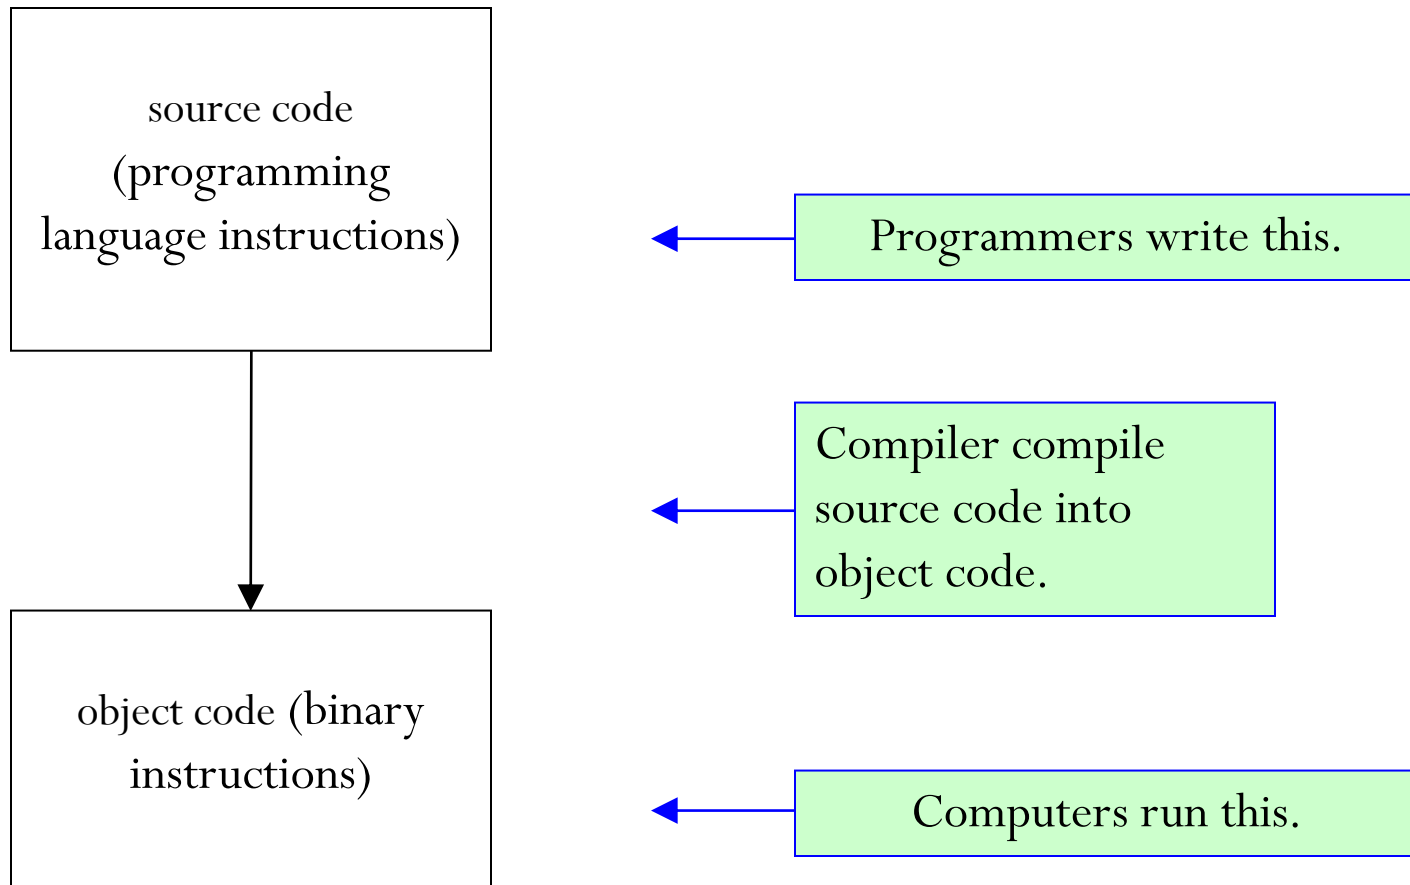 source code
(programming
language instructions)
Programmers write this.
Compiler compile
source code into
object code.
object code (binary
instructions)
Computers run this.